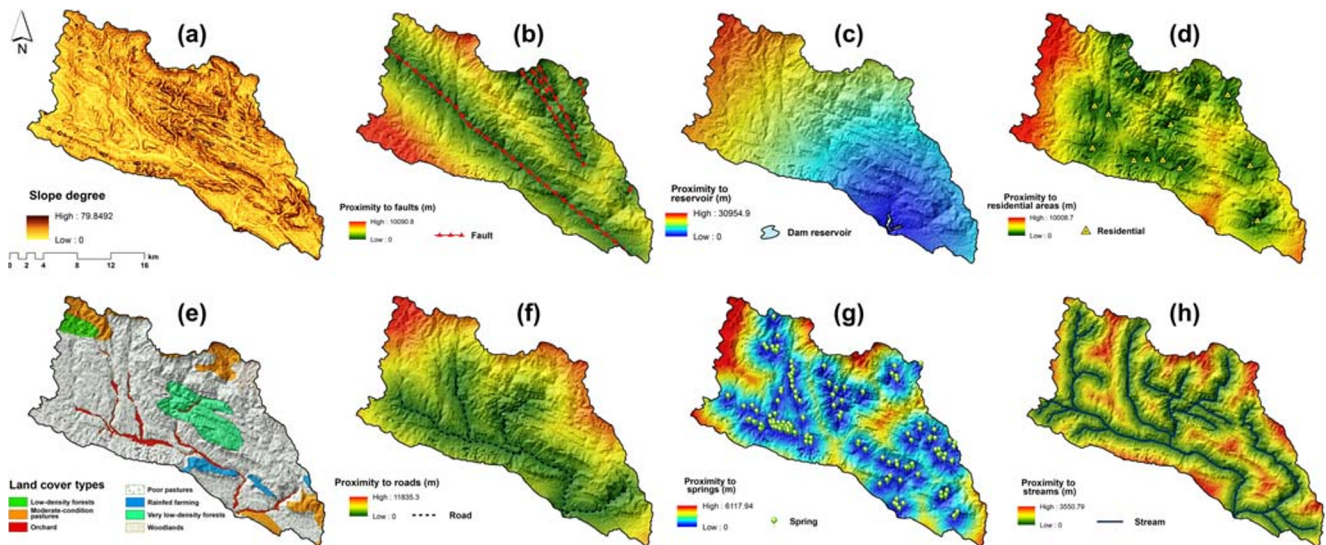 (a)
N
Slope degree
High : 79.8492
Low : 0
km
0 2 4 8 12 16
(b)
Proximity to faults (m)
High : 10090.8
Low : 0
Fault
(c)
Proximity to
reservoir (m)
High : 30954.9
Low : 0
Dam reservoir
(d)
Proximity to
residential areas (m)
High : 10008.7
Low : 0
Residential
(e)
Land cover types
Low-density forests
Moderate-condition
pastures
Orchard
Poor pastures
Rainfed farming
Very low-density forests
Woodlands
(f)
Proximity to roads (m)
High : 11835.3
Low : 0
Road
(g)
Proximity to
springs (m)
High : 6117.94
Low : 0
Spring
(h)
Proximity to
streams (m)
High : 3550.79
Low : 0
Stream